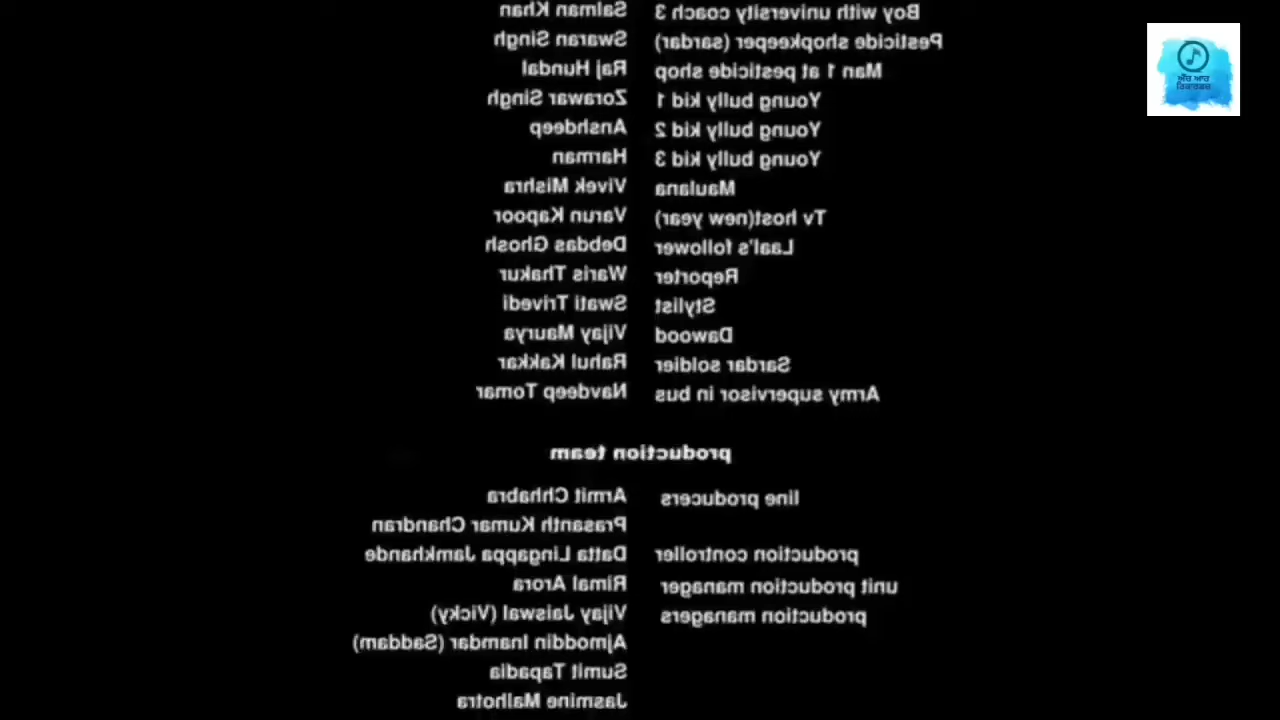 Boy with university coach 3 Salman Khan
Pesticide shopkeeper (sardar) Swaran Singh
Man 1 at pesticide shop Raj Hundal
Young bully kid 1 Zorawar Singh
Young bully kid 2 Anshdeep
Young bully kid 3 Harman
Maulana Vivek Mishra
Tv host(new year) Varun Kapoor
Laal's follower Debdas Ghosh
Reporter Waris Thakur
Stylist Swati Trivedi
Dawood Vijay Maurya
Sardar soldier Rahul Kakkar
Army supervisor in bus Navdeep Tomar
production team
line producers Armit Chhabra
Prasanth Kumar Chandran
production controller Datta Lingappa Jamkhande
unit production manager Rimal Arora
production managers Vijay Jaiswal (Vicky)
Ajmoddin Inamdar (Saddam)
Sumit Tapadia
Jasmine Malhotra
ਐੱਚ ਆਰ
ਰਿਕਾਰਡਜ਼